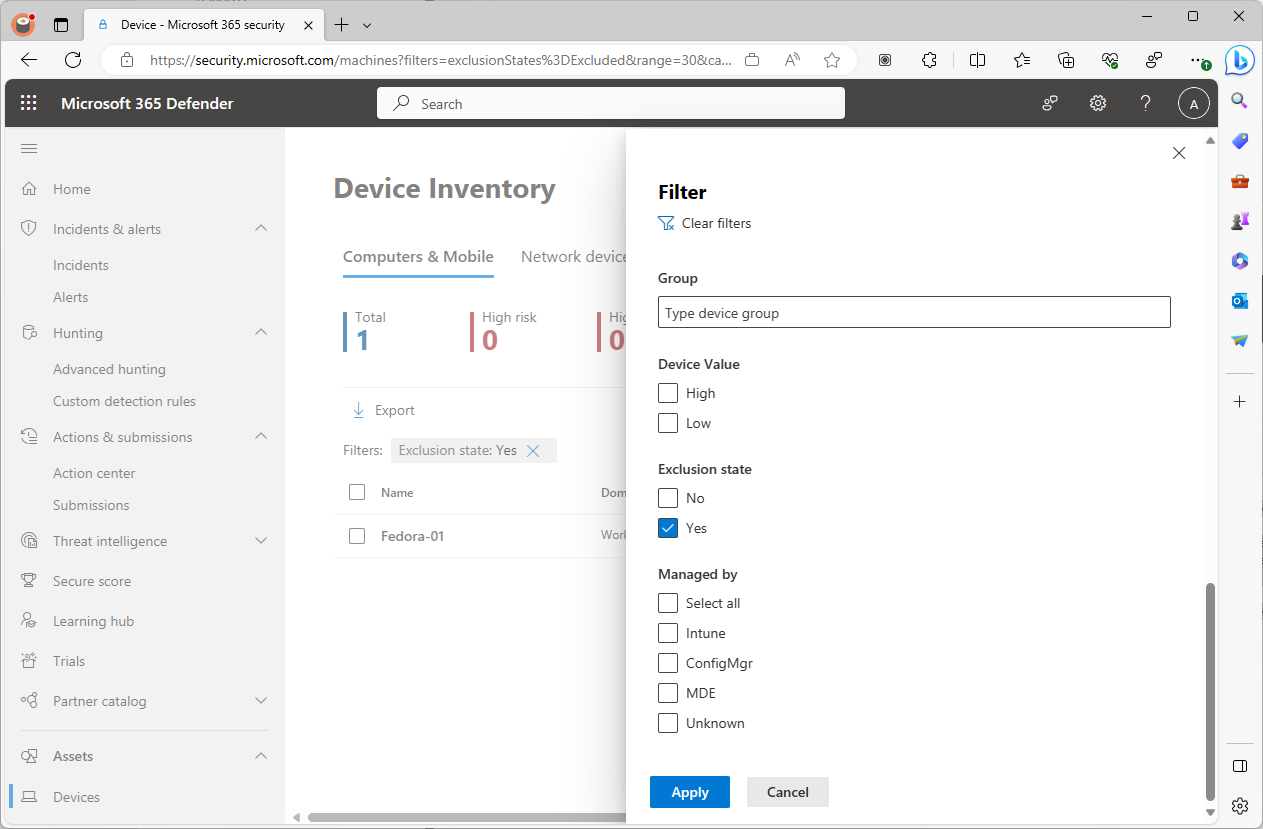 Device - Microsoft 365 security
https://security.microsoft.com/machines?filters=exclusionStates%3DExcluded&range=30&ca...
Microsoft 365 Defender
Search
A
Home
Incidents & alerts
Incidents
Alerts
Hunting
Advanced hunting
Custom detection rules
Actions & submissions
Action center
Submissions
Threat intelligence
Secure score
Learning hub
Trials
Partner catalog
Assets
Devices
Device Inventory
Computers & Mobile
Network device
Total
1
High risk
0
Hig
0
Export
Filters:
Exclusion state: Yes
Name
Dom
Fedora-01
Work
Filter
Clear filters
Group
Type device group
Device Value
High
Low
Exclusion state
No
Yes
Managed by
Select all
Intune
ConfigMgr
MDE
Unknown
Apply
Cancel